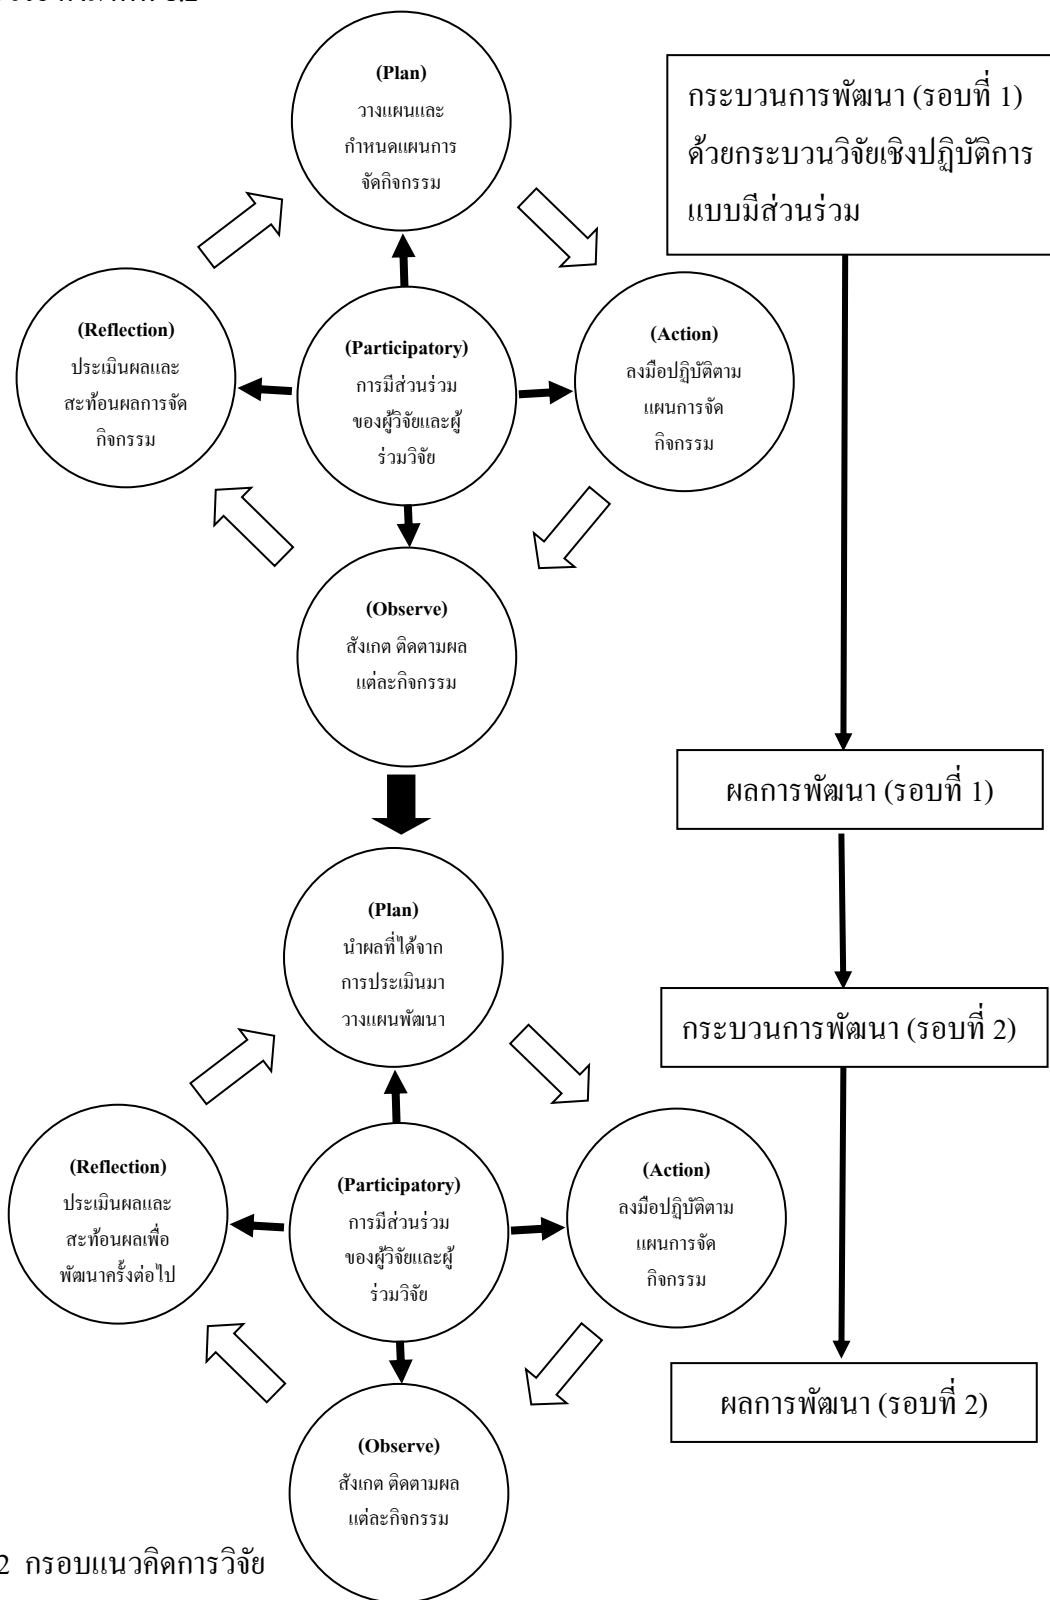 (Plan)
วางแผนและ
กำหนดแผนการ
จัดกิจกรรม
กระบวนการพัฒนา (รอบที่ 1)
ด้วยกระบวนวิจัยเชิงปฏิบัติการ
แบบมีส่วนร่วม
(Reflection)
ประเมินผลและ
สะท้อนผลการจัด
กิจกรรม
(Participatory)
การมีส่วนร่วม
ของผู้วิจัยและผู้
ร่วมวิจัย
(Action)
ลงมือปฏิบัติตาม
แผนการจัด
กิจกรรม
(Observe)
สังเกต ติดตามผล
แต่ละกิจกรรม
ผลการพัฒนา (รอบที่ 1)
(Plan)
นำผลที่ได้จาก
การประเมินมา
วางแผนพัฒนา
กระบวนการพัฒนา (รอบที่ 2)
(Reflection)
ประเมินผลและ
สะท้อนผลเพื่อ
พัฒนาครั้งต่อไป
(Participatory)
การมีส่วนร่วม
ของผู้วิจัยและผู้
ร่วมวิจัย
(Action)
ลงมือปฏิบัติตาม
แผนการจัด
กิจกรรม
ผลการพัฒนา (รอบที่ 2)
(Observe)
สังเกต ติดตามผล
แต่ละกิจกรรม
2 กรอบแนวคิดการวิจัย